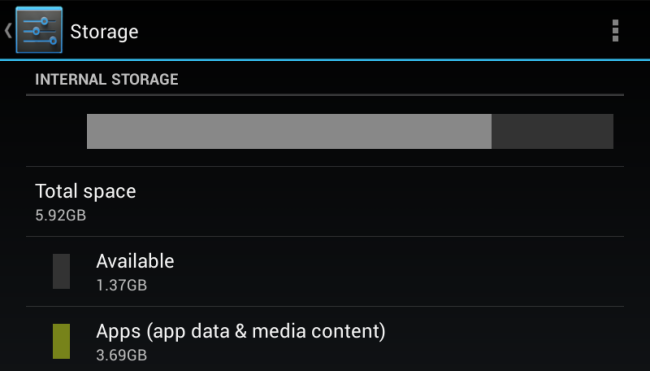 Storage
INTERNAL STORAGE
Total space
5.92GB
Available
1.37GB
Apps (app data & media content)
3.69GB